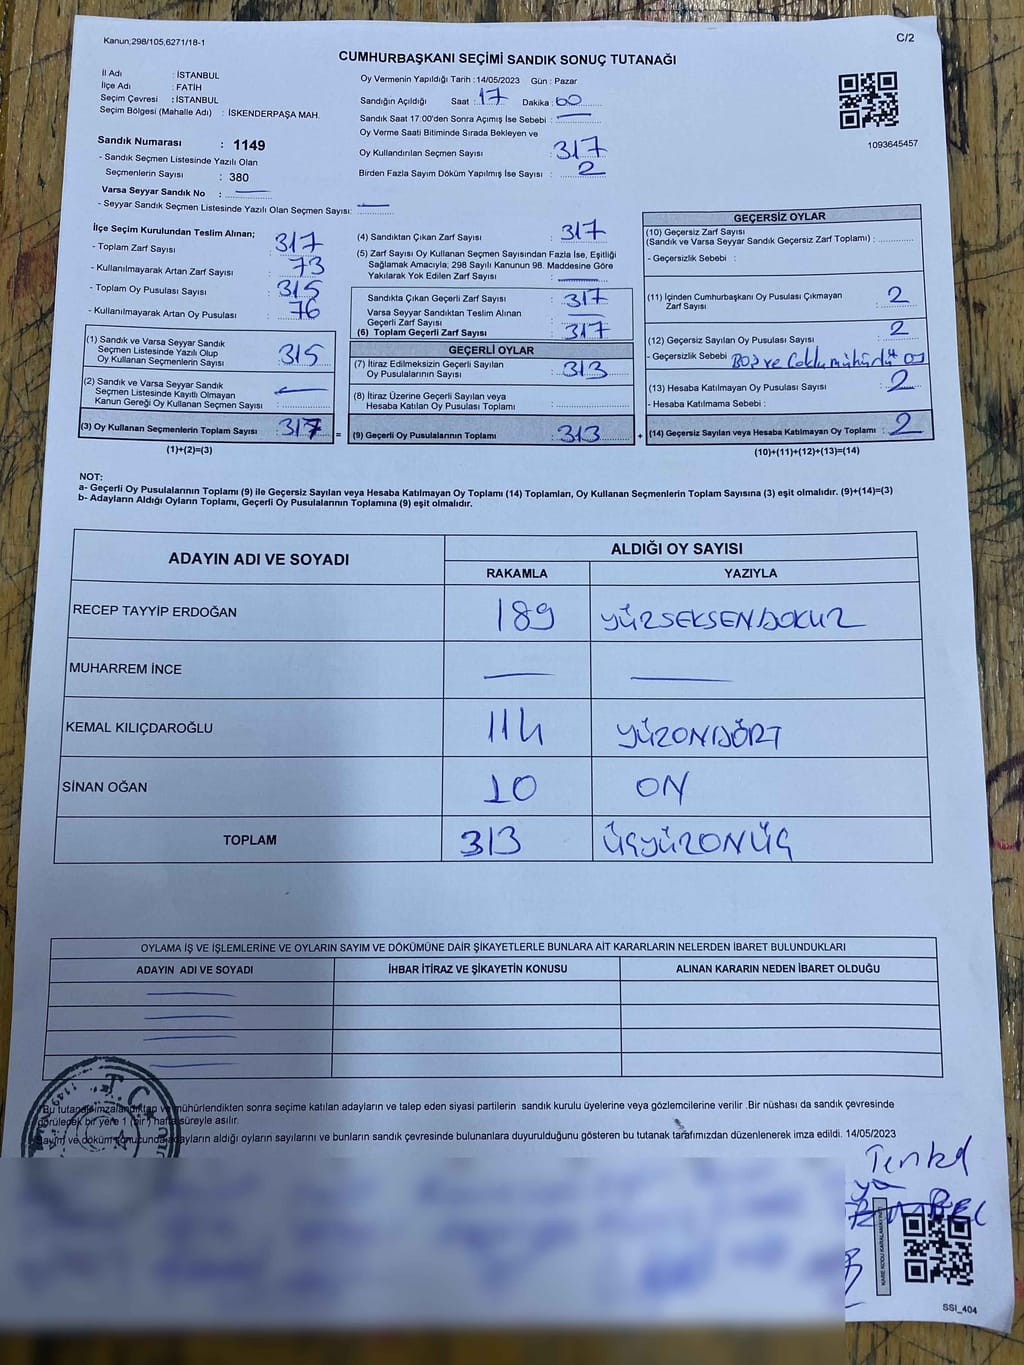 Kanun,298/105,6271/18-1
C/2
CUMHURBAŞKANI SEÇİMİ SANDIK SONUÇ TUTANAĞI
İl Adı : İSTANBUL
İlçe Adı : FATİH
Seçim Çevresi : İSTANBUL
Seçim Bölgesi (Mahalle Adı) : İSKENDERPAŞA MAH.
Sandık Numarası : 1149
- Sandık Seçmen Listesinde Yazılı Olan
Seçmenlerin Sayısı : 380
Varsa Seyyar Sandık No :
- Seyyar Sandık Seçmen Listesinde Yazılı Olan Seçmen Sayısı:
Oy Vermenin Yapıldığı Tarih : 14/05/2023 Gün : Pazar
Sandığın Açıldığı Saat : 17 Dakika : 60
Sandık Saat 17:00'den Sonra Açımış İse Sebebi :
Oy Verme Saati Bitiminde Sırada Bekleyen ve
Oy Kullandırılan Seçmen Sayısı : 317
Birden Fazla Sayım Döküm Yapılmış İse Sayısı : 2
1093645457
İlçe Seçim Kurulundan Teslim Alınan;
- Toplam Zarf Sayısı : 317
- Kullanılmayarak Artan Zarf Sayısı : 73
- Toplam Oy Pusulası Sayısı : 315
- Kullanılmayarak Artan Oy Pusulası : 76
(1) Sandık ve Varsa Seyyar Sandık
Seçmen Listesinde Yazılı Olup
Oy Kullanan Seçmenlerin Sayısı : 315
(2) Sandık ve Varsa Seyyar Sandık
Seçmen Listesinde Kayıtlı Olmayan
Kanun Gereği Oy Kullanan Seçmen Sayısı :
(3) Oy Kullanan Seçmenlerin Toplam Sayısı : 317
(1)+(2)=(3)
(4) Sandıktan Çıkan Zarf Sayısı : 317
(5) Zarf Sayısı Oy Kullanan Seçmen Sayısından Fazla İse, Eşitliği
Sağlamak Amacıyla; 298 Sayılı Kanunun 98. Maddesine Göre
Yakılarak Yok Edilen Zarf Sayısı :
Sandıkta Çıkan Geçerli Zarf Sayısı : 317
Varsa Seyyar Sandıktan Teslim Alınan
Geçerli Zarf Sayısı :
(6) Toplam Geçerli Zarf Sayısı : 317
GEÇERLİ OYLAR
(7) İtiraz Edilmeksizin Geçerli Sayılan
Oy Pusulalarının Sayısı : 313
(8) İtiraz Üzerine Geçerli Sayılan veya
Hesaba Katılan Oy Pusulası Toplamı :
= (9) Geçerli Oy Pusulalarının Toplamı : 313 +
GEÇERSİZ OYLAR
(10) Geçersiz Zarf Sayısı
(Sandık ve Varsa Seyyar Sandık Geçersiz Zarf Toplamı) :
- Geçersizlik Sebebi :
(11) İçinden Cumhurbaşkanı Oy Pusulası Çıkmayan
Zarf Sayısı : 2
(12) Geçersiz Sayılan Oy Pusulası Sayısı : 2
- Geçersizlik Sebebi : Boş ve Çoklu mühürlü oy
(13) Hesaba Katılmayan Oy Pusulası Sayısı : 2
- Hesaba Katılmama Sebebi :
(14) Geçersiz Sayılan veya Hesaba Katılmayan Oy Toplamı : 2
(10)+(11)+(12)+(13)=(14)
NOT:
a- Geçerli Oy Pusulalarının Toplamı (9) ile Geçersiz Sayılan veya Hesaba Katılmayan Oy Toplamı (14) Toplamları, Oy Kullanan Seçmenlerin Toplam Sayısına (3) eşit olmalıdır. (9)+(14)=(3)
b- Adayların Aldığı Oyların Toplamı, Geçerli Oy Pusulalarının Toplamına (9) eşit olmalıdır.
ADAYIN ADI VE SOYADI
ALDIĞI OY SAYISI
RAKAMLA YAZIYLA
RECEP TAYYİP ERDOĞAN 189 YÜZSEKSENDOKUZ
MUHARREM İNCE
KEMAL KILIÇDAROĞLU 114 YÜZONDÖRT
SİNAN OĞAN 10 ON
TOPLAM 313 ÜÇYÜZONÜÇ
OYLAMA İŞ VE İŞLEMLERİNE VE OYLARIN SAYIM VE DÖKÜMÜNE DAİR ŞİKAYETLERLE BUNLARA AİT KARARLARIN NELERDEN İBARET BULUNDUKLARI
ADAYIN ADI VE SOYADI İHBAR İTİRAZ VE ŞİKAYETİN KONUSU ALINAN KARARIN NEDEN İBARET OLDUĞU
T.C.
Bu tutanak imzalandıktan ve mühürlendikten sonra seçime katılan adayların ve talep eden siyasi partilerin sandık kurulu üyelerine veya gözlemcilerine verilir .Bir nüshası da sandık çevresinde
görülecek bir yere 1 (bir ) hafta süreyle asılır.
Sayım ve döküm sonucunda adayların aldığı oyların sayılarını ve bunların sandık çevresinde bulunanlara duyurulduğunu gösteren bu tutanak tarafımızdan düzenlenerek imza edildi. 14/05/2023
KARE KODU KARALAMAYINIZ
SSI_404